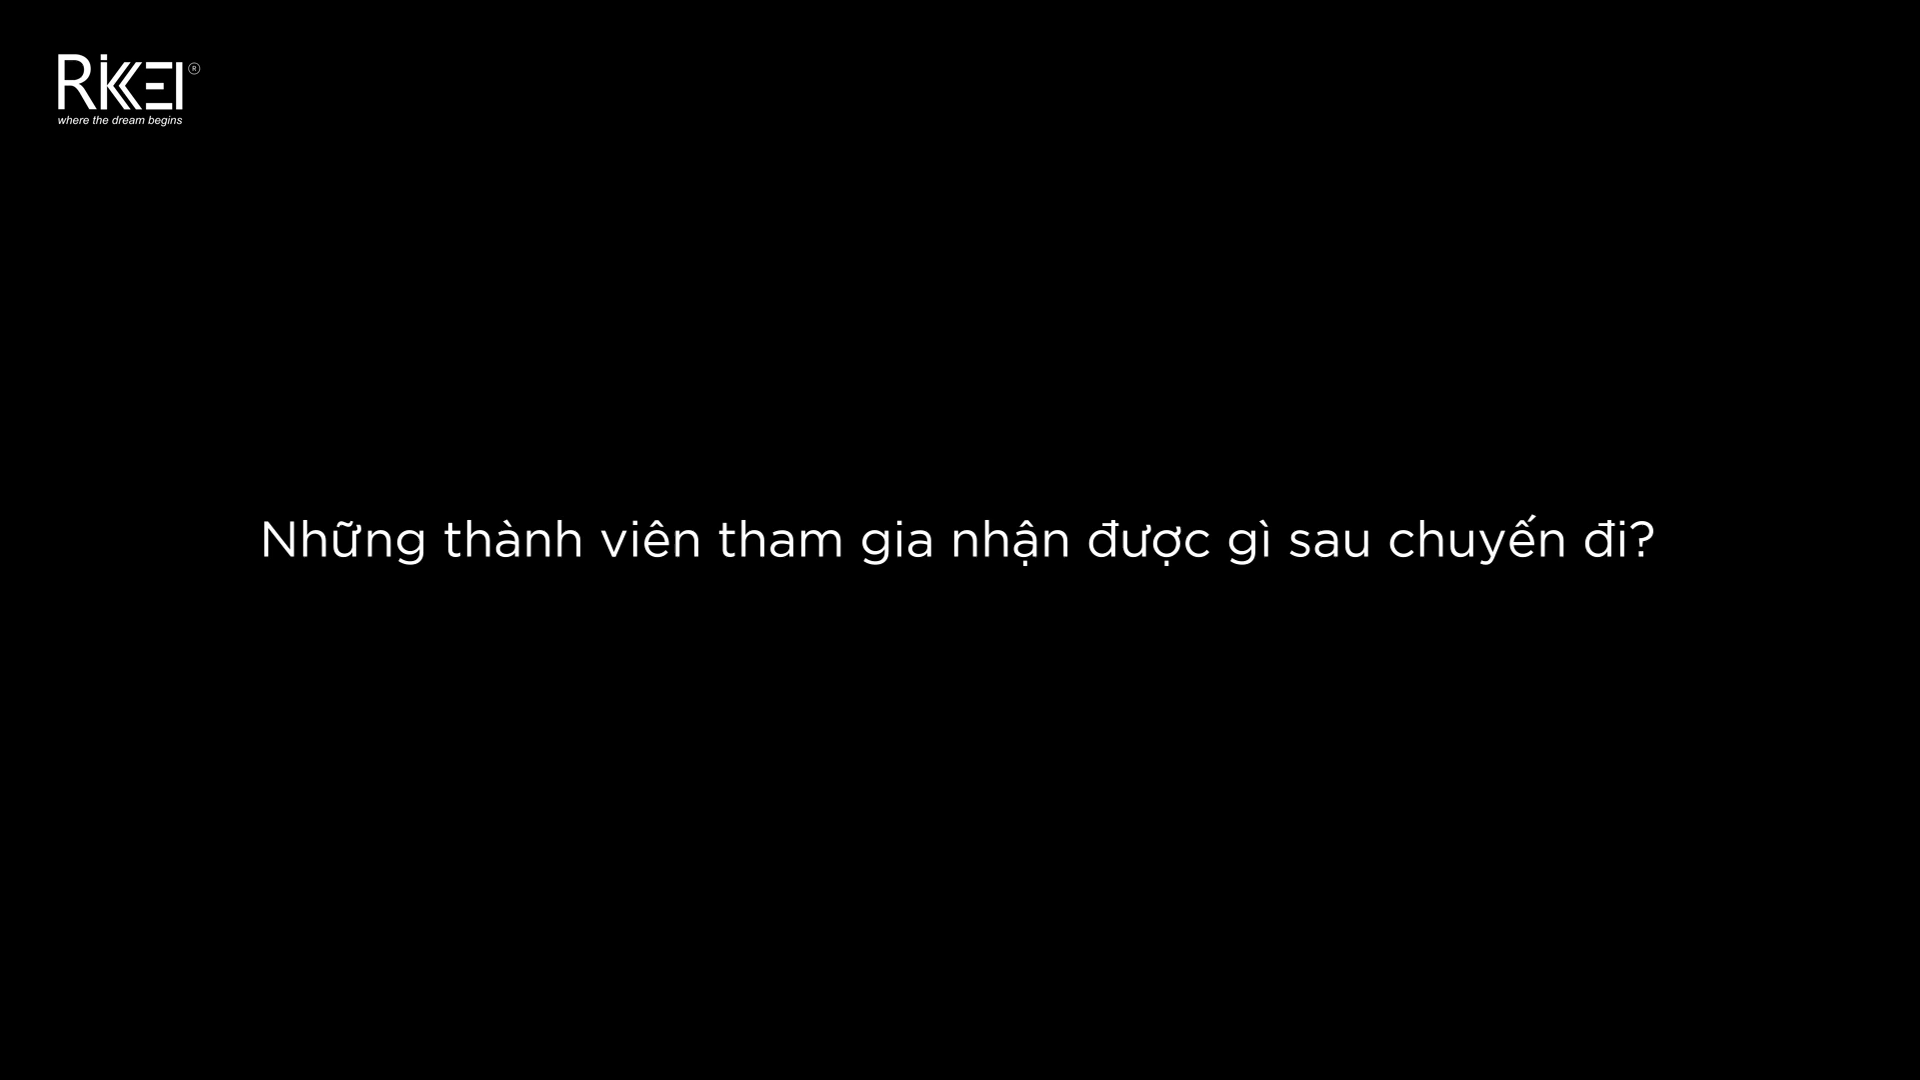 RIKKEI ®
where the dream begins
Những thành viên tham gia nhận được gì sau chuyến đi?